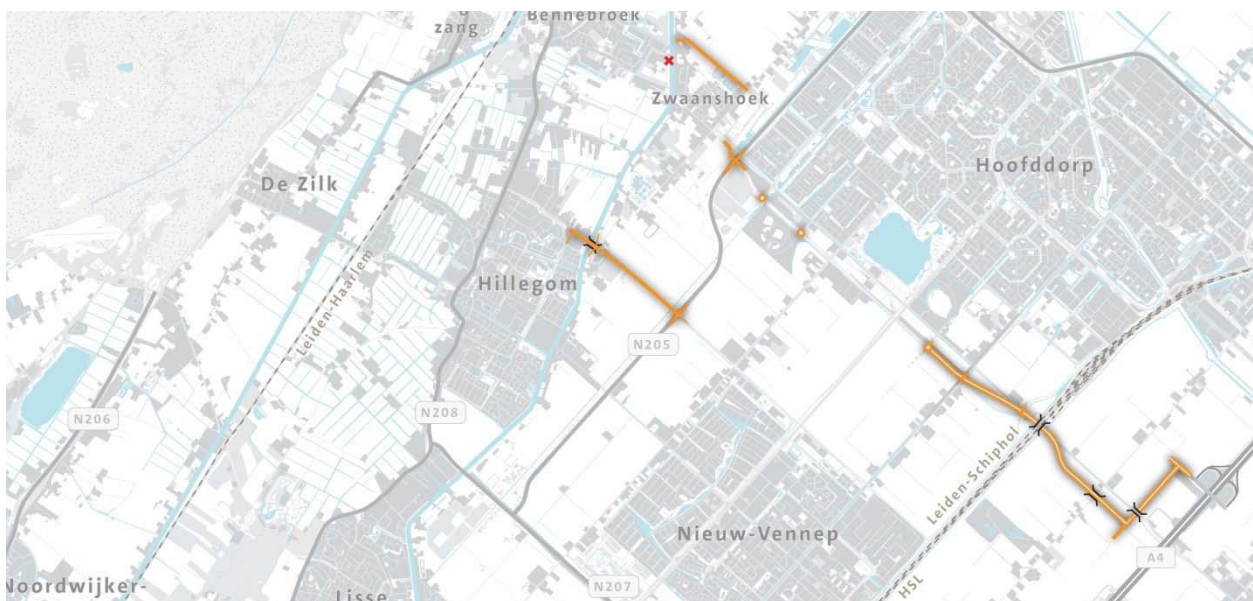 zang
Bennebroek
Zwaanshoek
Hoofddorp
De Zilk
Hillegom
Leiden-Haarlem
N205
N206
N208
Leiden-Schiphol
Nieuw-Vennep
A4
HSL
N207
Noordwijker-
Lisse